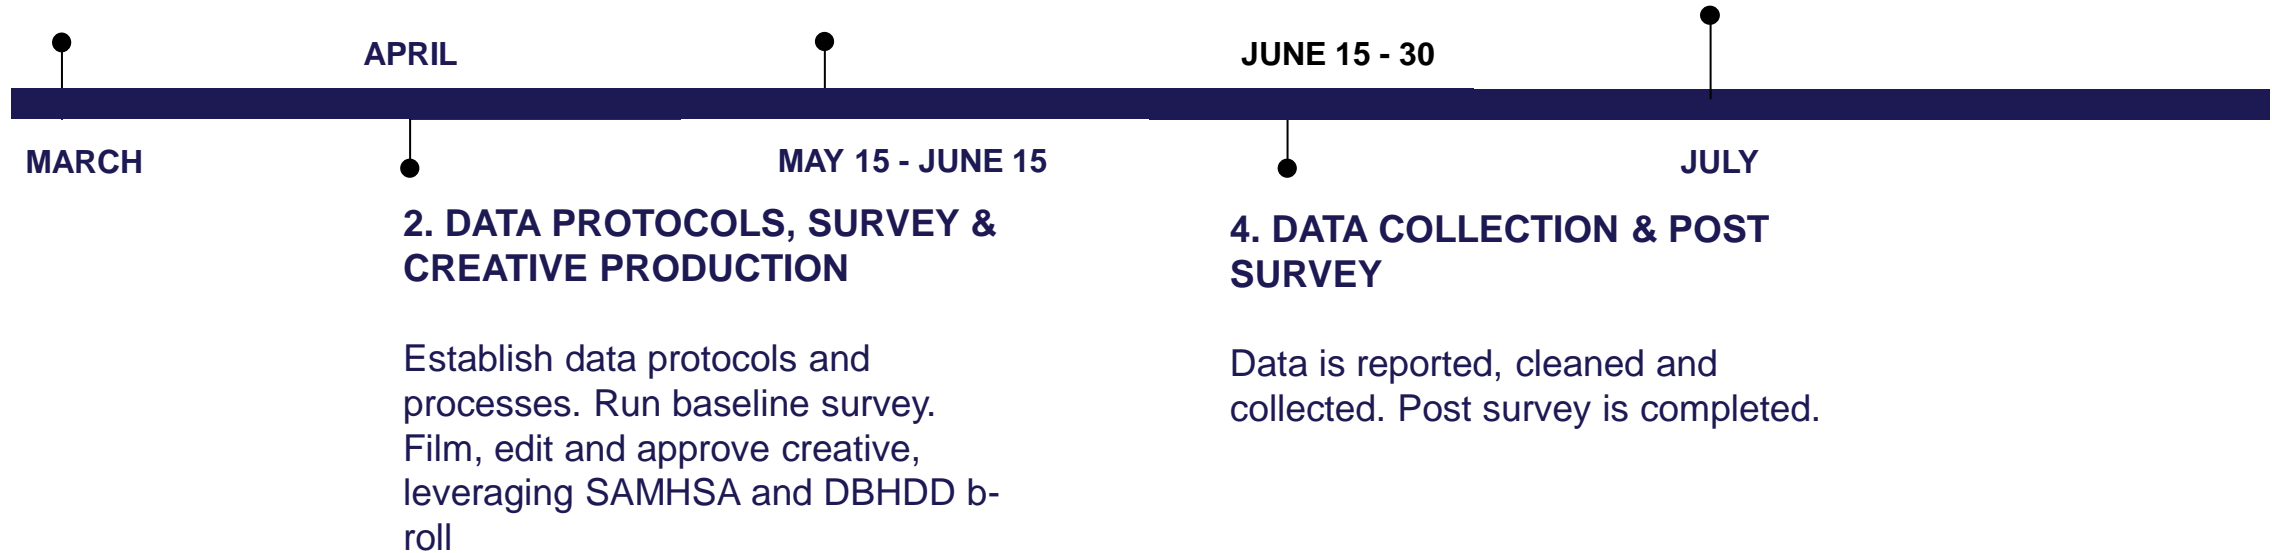 APRIL
JUNE 15 - 30
MARCH
MAY 15 - JUNE 15
JULY
2. DATA PROTOCOLS, SURVEY &
CREATIVE PRODUCTION
Establish data protocols and
processes. Run baseline survey.
Film, edit and approve creative,
leveraging SAMHSA and DBHDD b-
roll
4. DATA COLLECTION & POST
SURVEY
Data is reported, cleaned and
collected. Post survey is completed.